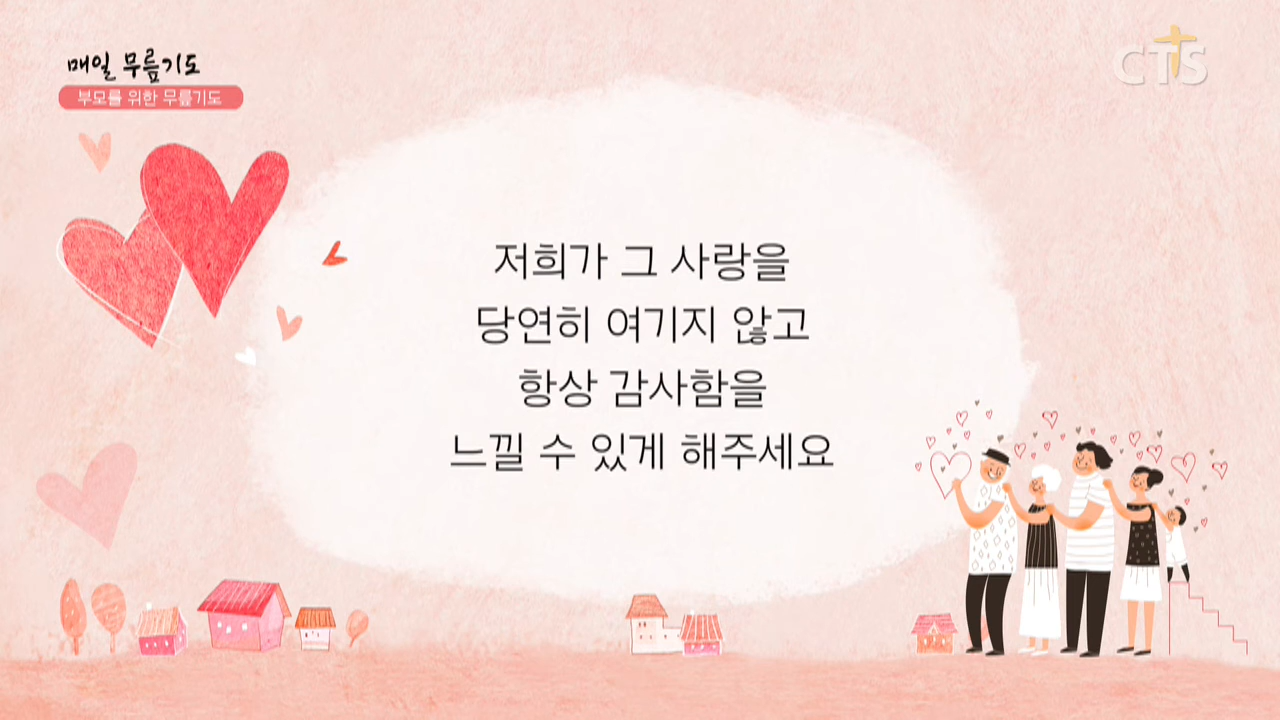 매일 무릎기도
부모를 위한 무릎기도
CTS
저희가 그 사랑을
당연히 여기지 않고
항상 감사함을
느낄 수 있게 해주세요